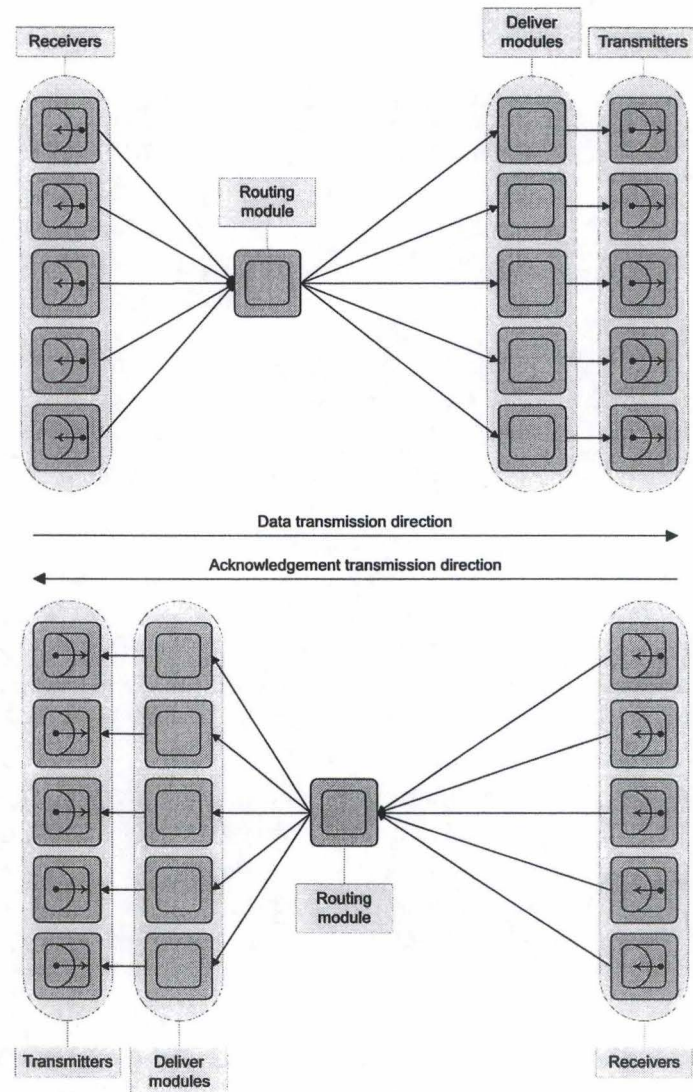 Receivers
Deliver
modules
Transmitters
Routing
module
Data transmission direction
Acknowledgement transmission direction
Routing
module
Transmitters
Deliver
modules
Receivers